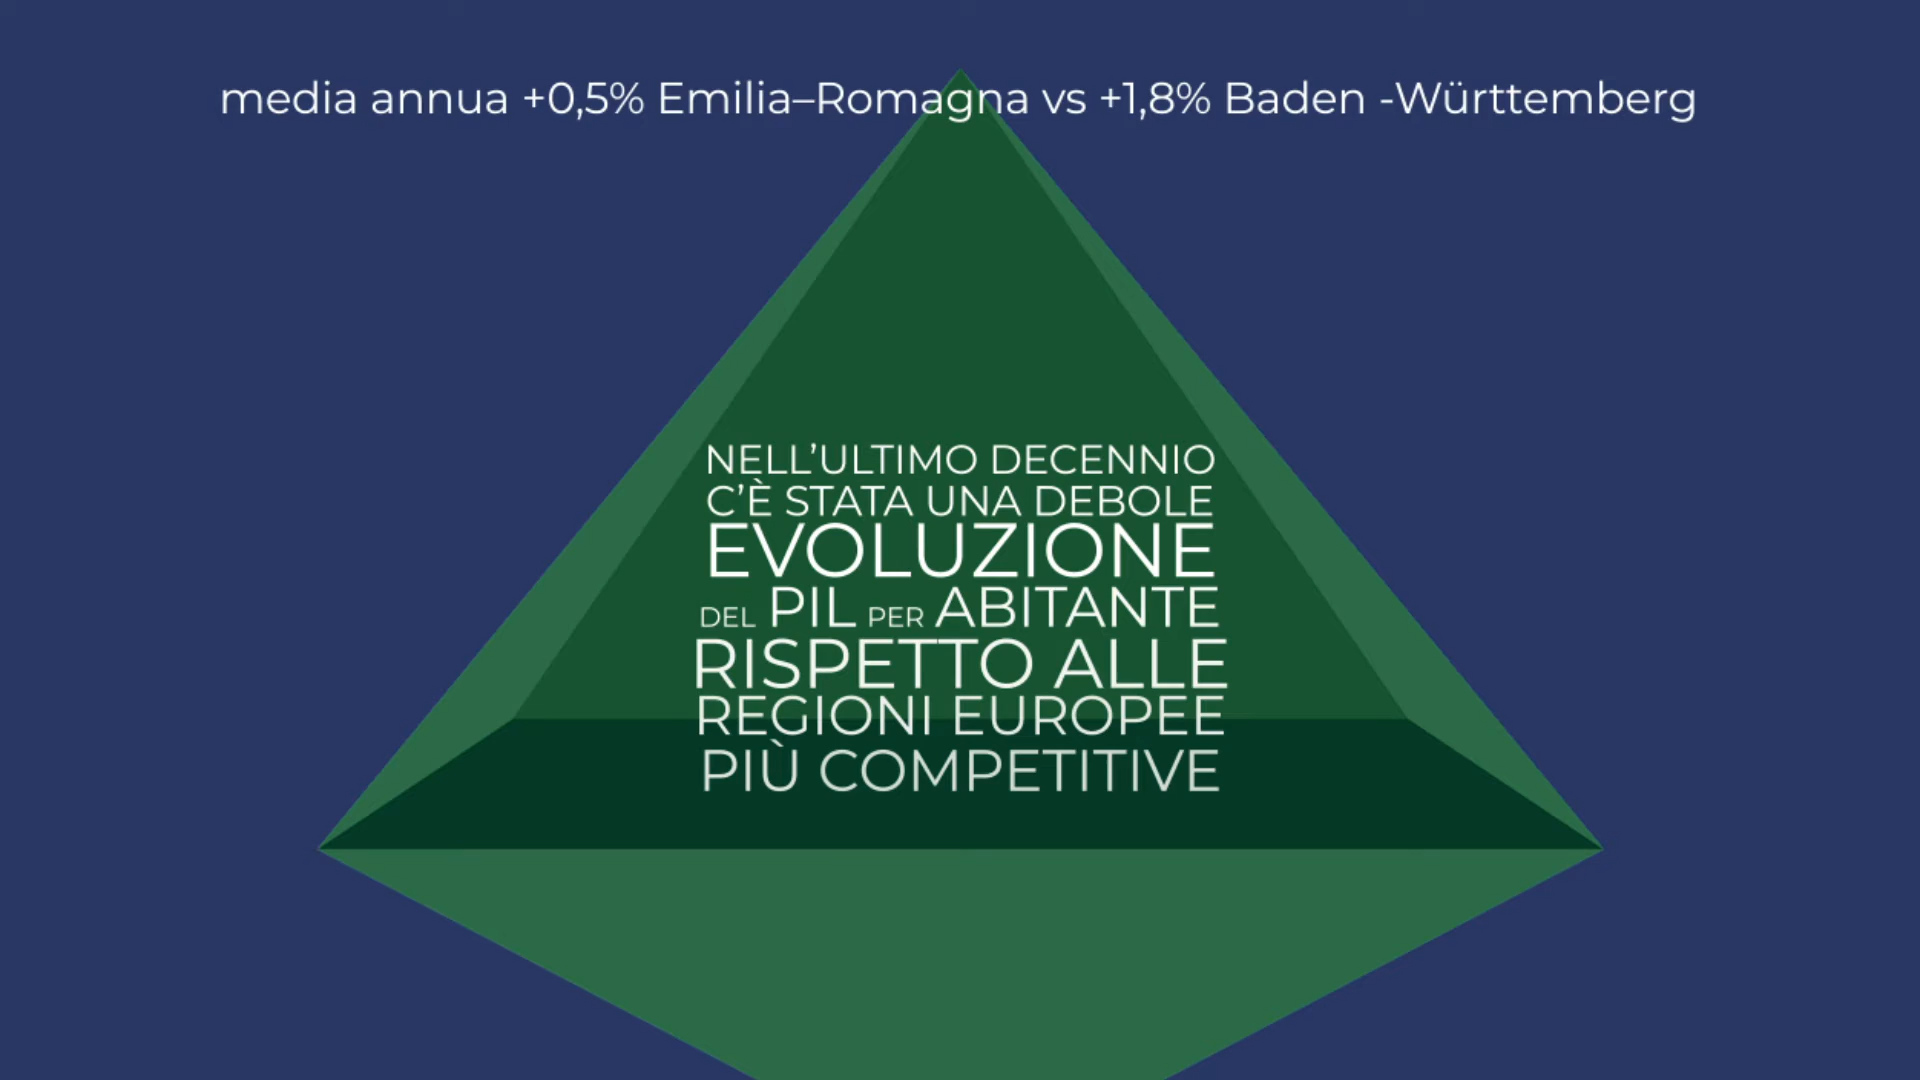 media annua +0,5% Emilia–Romagna vs +1,8% Baden -Württemberg
NELL’ULTIMO DECENNIO
C’È STATA UNA DEBOLE
EVOLUZIONE
DEL PIL PER ABITANTE
RISPETTO ALLE
REGIONI EUROPEE
PIÙ COMPETITIVE